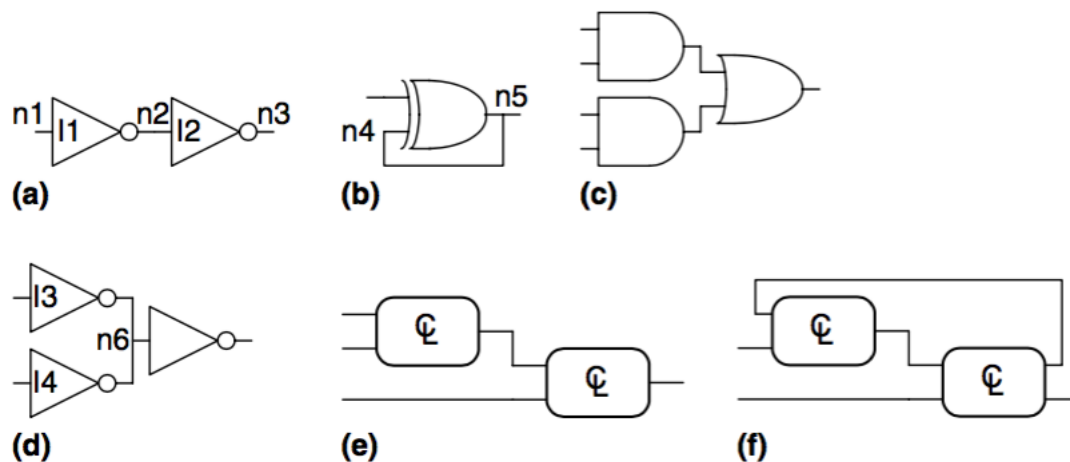 n1 I1 n2 I2 n3
(a)
n4 n5
(b)
(c)
I3
I4
n6
(d)
CL
CL
(e)
CL
CL
(f)